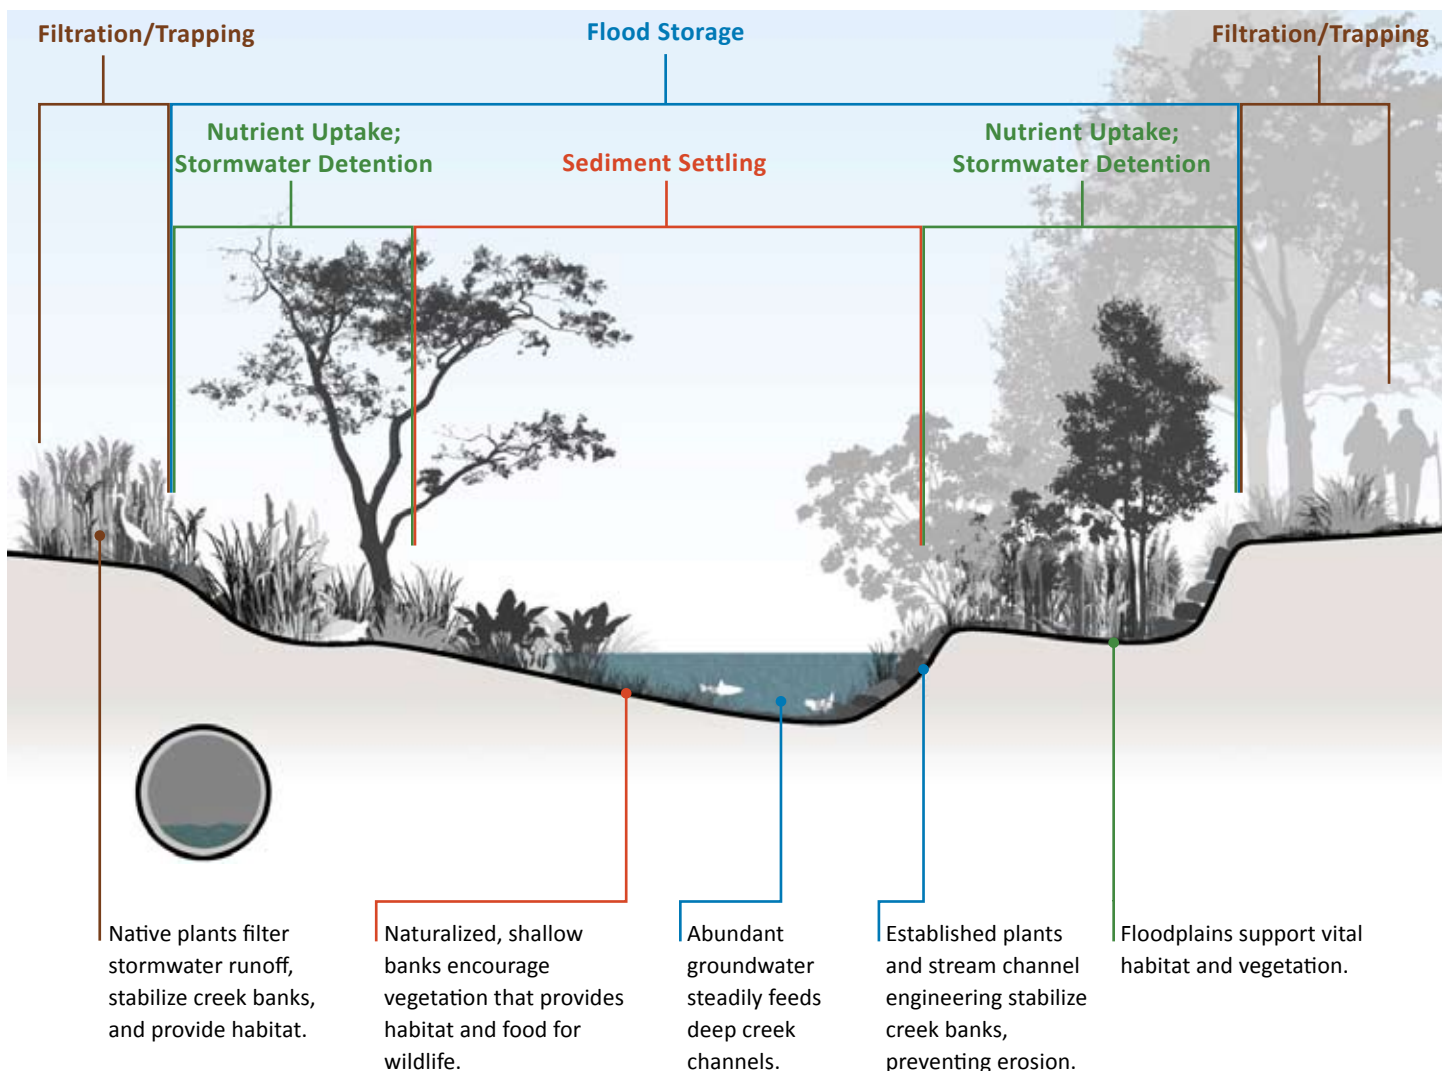 Filtration/Trapping
Flood Storage
Filtration/Trapping
Nutrient Uptake;
Stormwater Detention
Sediment Settling
Nutrient Uptake;
Stormwater Detention
Native plants filter
stormwater runoff,
stabilize creek banks,
and provide habitat.
Naturalized, shallow
banks encourage
vegetation that provides
habitat and food for
wildlife.
Abundant
groundwater
steadily feeds
deep creek
channels.
Established plants
and stream channel
engineering stabilize
creek banks,
preventing erosion.
Floodplains support vital
habitat and vegetation.